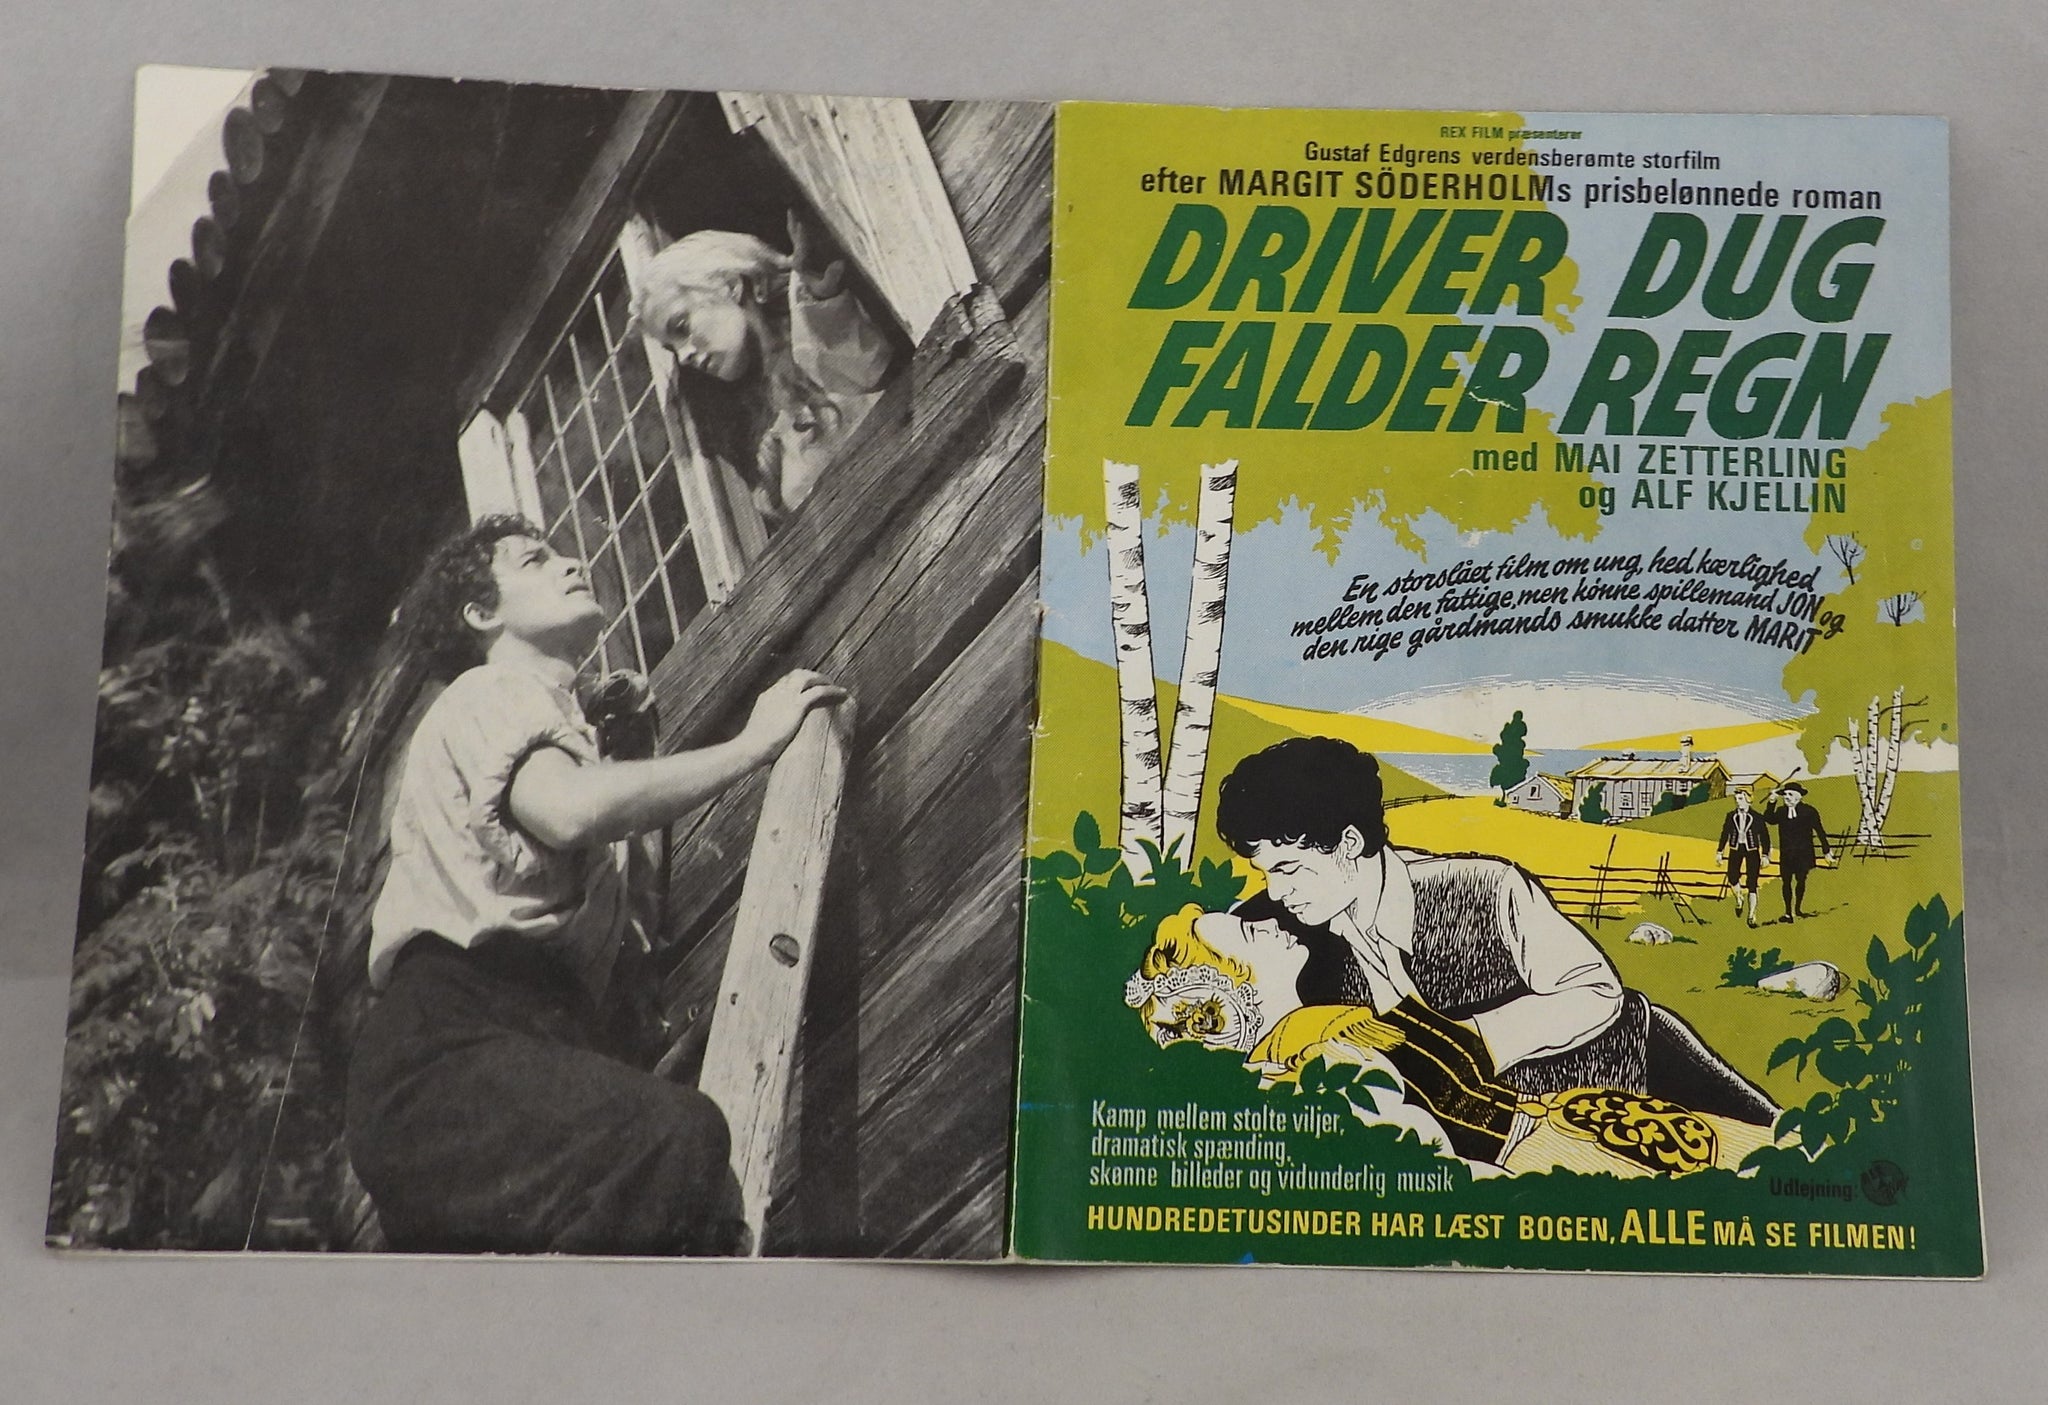 REX FILM præsenterer
Gustaf Edgrens verdensberømte storfilm
efter MARGIT SÖDERHOLMs prisbelønnede roman
DRIVER DUG
FALDER REGN
med MAI ZETTERLING
og ALF KJELLIN
En storslået film om ung, hed kærlighed
mellem den fattige, men kønne spillemand JON og
den rige gårdmands smukke datter MARIT
Kamp mellem stolte viljer,
dramatisk spænding,
skønne billeder og vidunderlig musik
Udlejning:
HUNDREDETUSINDER HAR LÆST BOGEN, ALLE MÅ SE FILMEN!